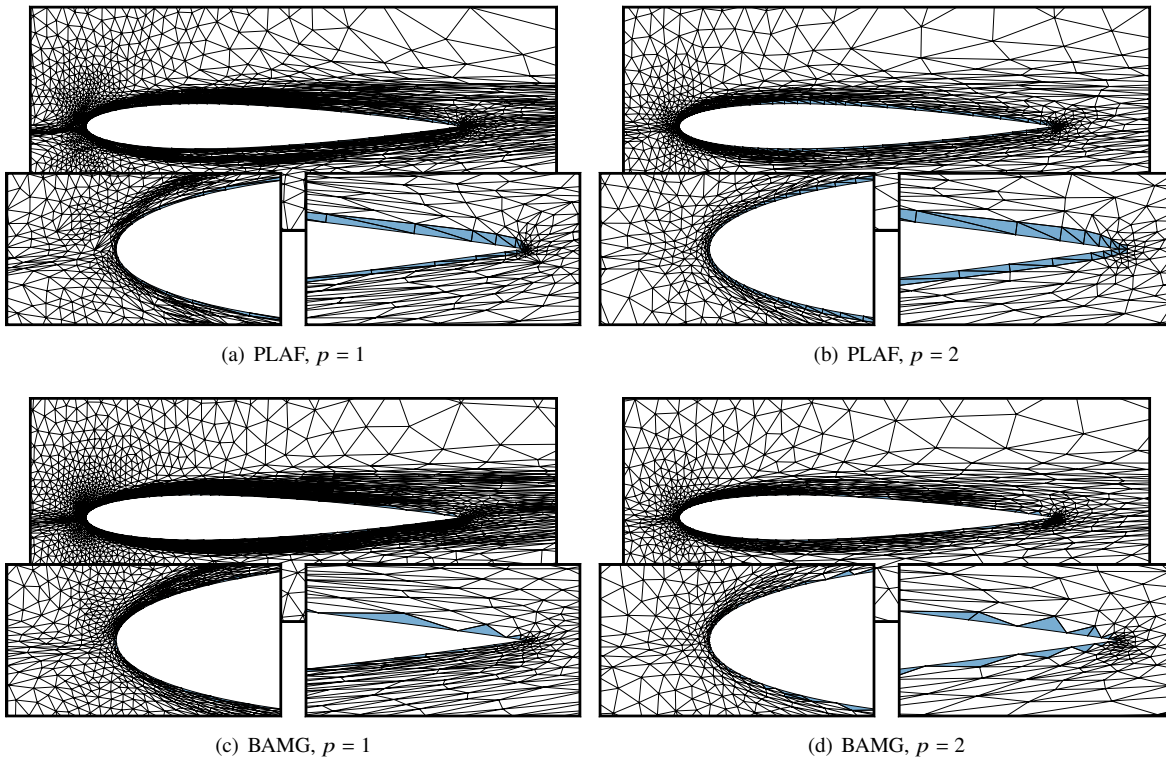 (a) PLAF, p = 1
(b) PLAF, p = 2
(c) BAMG, p = 1
(d) BAMG, p = 2